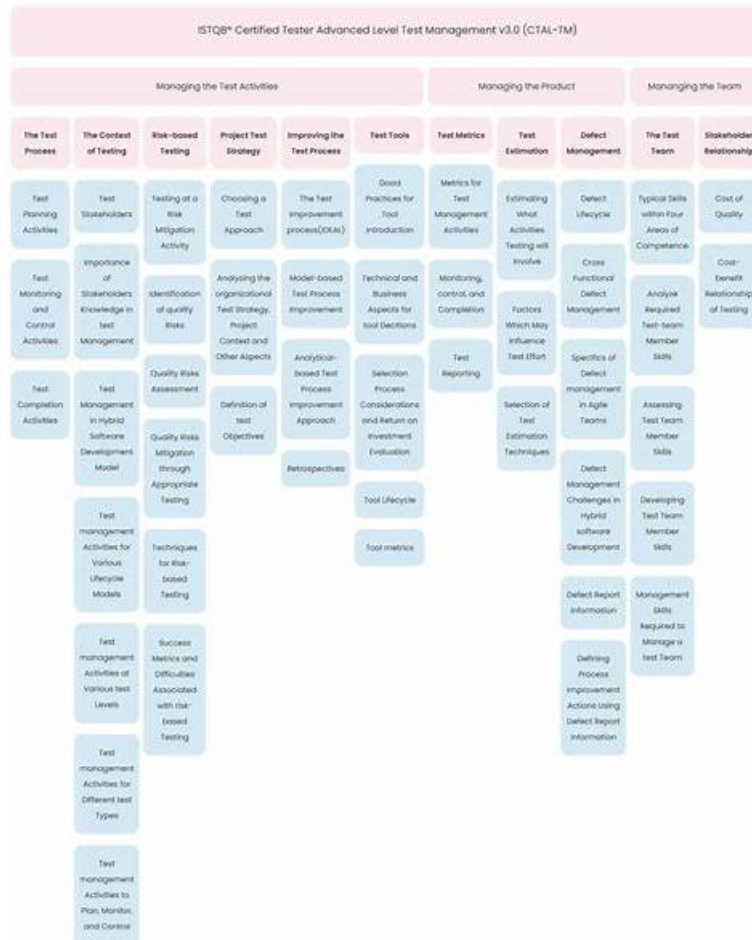 ISTQB® Certified Tester Advanced Level Test Management v3.0 (CTAL-TM)
Managing the Test Activities
Managing the Product
Mananging the Team
The Test
Process
The Context
of Testing
Risk-based
Testing
Project Test
Strategy
Improving the
Test Process
Test Tools
Test Metrics
Test
Estimation
Defect
Management
The Test
Team
Stakeholder
Relationship
Test
Planning
Activities
Test
Monitoring
and
Control
Activities
Test
Completion
Activities
Test
Stakeholders
Importance
of
Stakeholders
Knowledge in
test
Management
Test
Management
in Hybrid
Software
Development
Model
Test
management
Activities for
Various
Lifecycle
Models
Test
management
Activities at
Various test
Levels
Test
management
Activities for
Different test
Types
Test
management
Activities to
Plan, Monitor,
and Control
Testing at a
Risk
Mitigation
Activity
Identification
of quality
Risks
Quality Risks
Assessment
Quality Risks
Mitigation
through
Appropriate
Testing
Techniques
for Risk-
based
Testing
Success
Metrics and
Difficulties
Associated
with risk-
based
Testing
Choosing a
Test
Approach
Analysing the
organizational
Test Strategy,
Project
Context and
Other Aspects
Definition of
test
Objectives
The Test
improvement
process(IDEAL)
Model-based
Test Process
Improvement
Analytical-
based Test
Process
improvement
Approach
Retrospectives
Good
Practices for
Tool
introduction
Technical and
Business
Aspects for
tool Decitions
Selection
Process
Considerations
and Return on
Investment
Evaluation
Tool Lifecycle
Tool metrics
Metrics for
Test
Management
Activities
Monitoring,
control, and
Completion
Test
Reporting
Estimating
What
Activities
Testing will
Involve
Factors
Which May
Influence
Test Effort
Selection of
Test
Estimation
Techniques
Defect
Lifecycle
Cross
Functional
Defect
Management
Specifics of
Defect
management
in Agile
Teams
Defect
Management
Challenges in
Hybrid
software
Development
Defect Report
Information
Defining
Process
Improvement
Actions Using
Defect Report
Information
Typical Skills
within Four
Areas of
Competence
Analyze
Required
Test-team
Member
Skills
Assessing
Test Team
Member
Skills
Developing
Test Team
Member
Skills
Management
Skills
Required to
Manage a
test Team
Cost of
Quality
Cost-
benefit
Relationship
of Testing